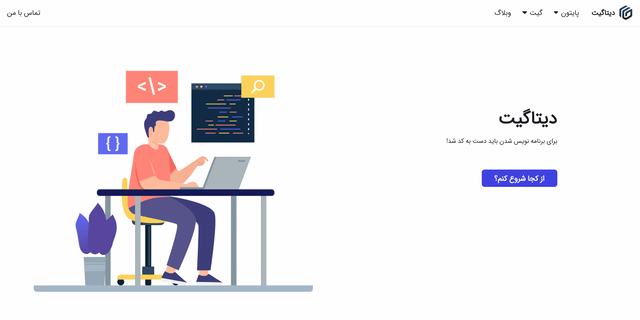 دیتاگیت
پایتون
گیت
وبلاگ
تماس با من
دیتاگیت
برای برنامه نویس شدن باید دست به کد شد!
از کجا شروع کنم؟
</>
{ }